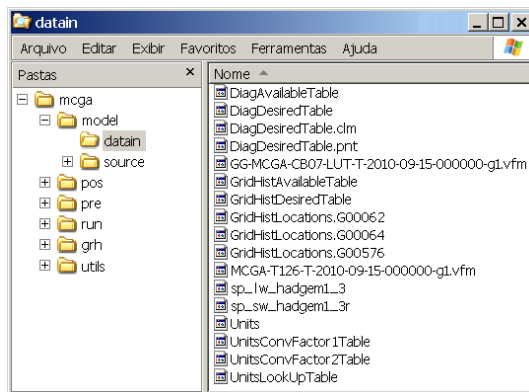 datain
Arquivo Editar Exibir Favoritos Ferramentas Ajuda
Pastas
mcga
model
datain
source
pos
pre
run
grh
utils
Nome
DiagAvailableTable
DiagDesiredTable
DiagDesiredTable.clm
DiagDesiredTable.pnt
GG-MCGA-CB07-LUT-T-2010-09-15-000000-g1.vfm
GridHistAvailableTable
GridHistDesiredTable
GridHistLocations.G00062
GridHistLocations.G00064
GridHistLocations.G00576
MCGA-T126-T-2010-09-15-000000-g1.vfm
sp_lw_hadgem1_3
sp_sw_hadgem1_3r
Units
UnitsConvFactor1Table
UnitsConvFactor2Table
UnitsLookUpTable